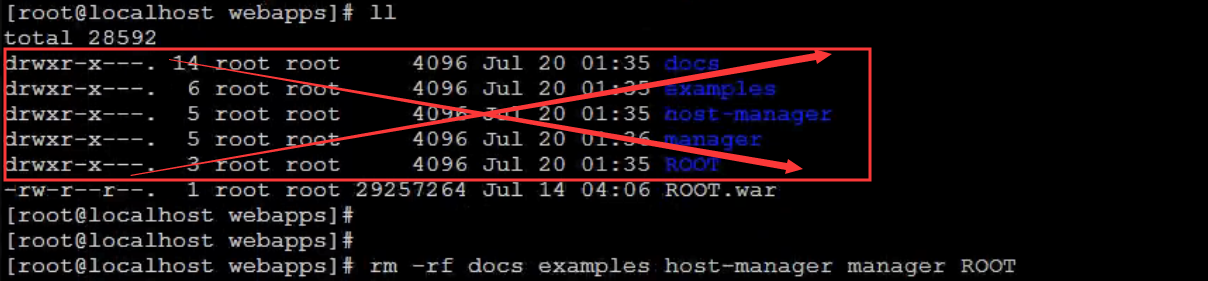 [root@localhost webapps]# ll
total 28592
drwxr-x---. 14 root root     4096 Jul 20 01:35 docs
drwxr-x---.  6 root root     4096 Jul 20 01:35 examples
drwxr-x---.  5 root root     4096 Jul 20 01:35 host-manager
drwxr-x---.  5 root root     4096 Jul 20 01:36 manager
drwxr-x---.  3 root root     4096 Jul 20 01:35 ROOT
-rw-r--r--.  1 root root 29257264 Jul 14 04:06 ROOT.war
[root@localhost webapps]#
[root@localhost webapps]#
[root@localhost webapps]# rm -rf docs examples host-manager manager ROOT